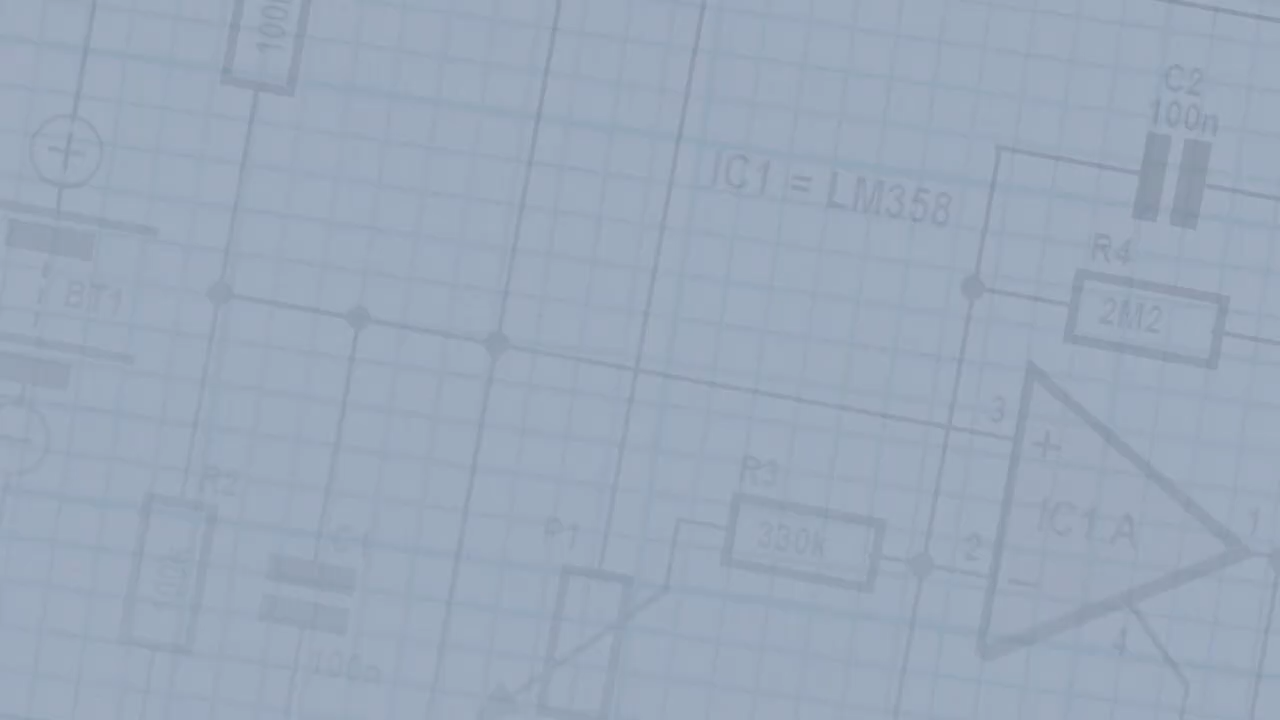 C2
100n
IC1 = LM358
R4
2M2
BT1
3
+
R3
330k
IC1.A
1
R2
C1
P1
2
100n
4